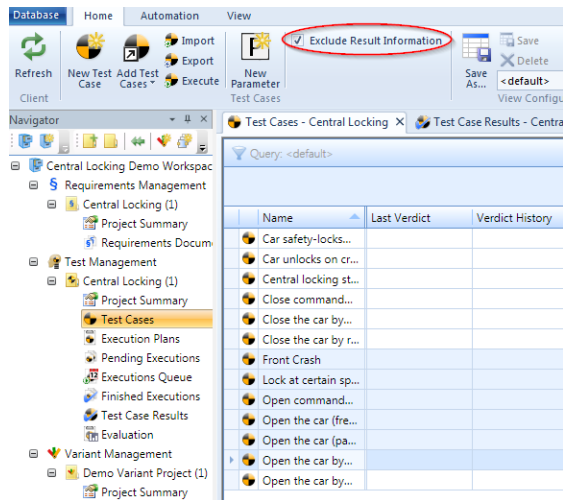 Database Home Automation View
Refresh
New Test Case
Add Test Cases
Import
Export
Execute
New Parameter
Exclude Result Information
Save As...
Save
Delete
<default>
Client
Test Cases
View Configu
Navigator
Test Cases - Central Locking
Test Case Results - Centra
Query: <default>
Central Locking Demo Workspac
Requirements Management
Central Locking (1)
Project Summary
Requirements Docum
Test Management
Central Locking (1)
Project Summary
Test Cases
Execution Plans
Pending Executions
Executions Queue
Finished Executions
Test Case Results
Evaluation
Variant Management
Demo Variant Project (1)
Project Summary
Name Last Verdict Verdict History
Car safety-locks...
Car unlocks on cr...
Central locking st...
Close command...
Close the car by...
Close the car by r...
Front Crash
Lock at certain sp...
Open command...
Open the car (fre...
Open the car (pa...
Open the car by...
Open the car by...